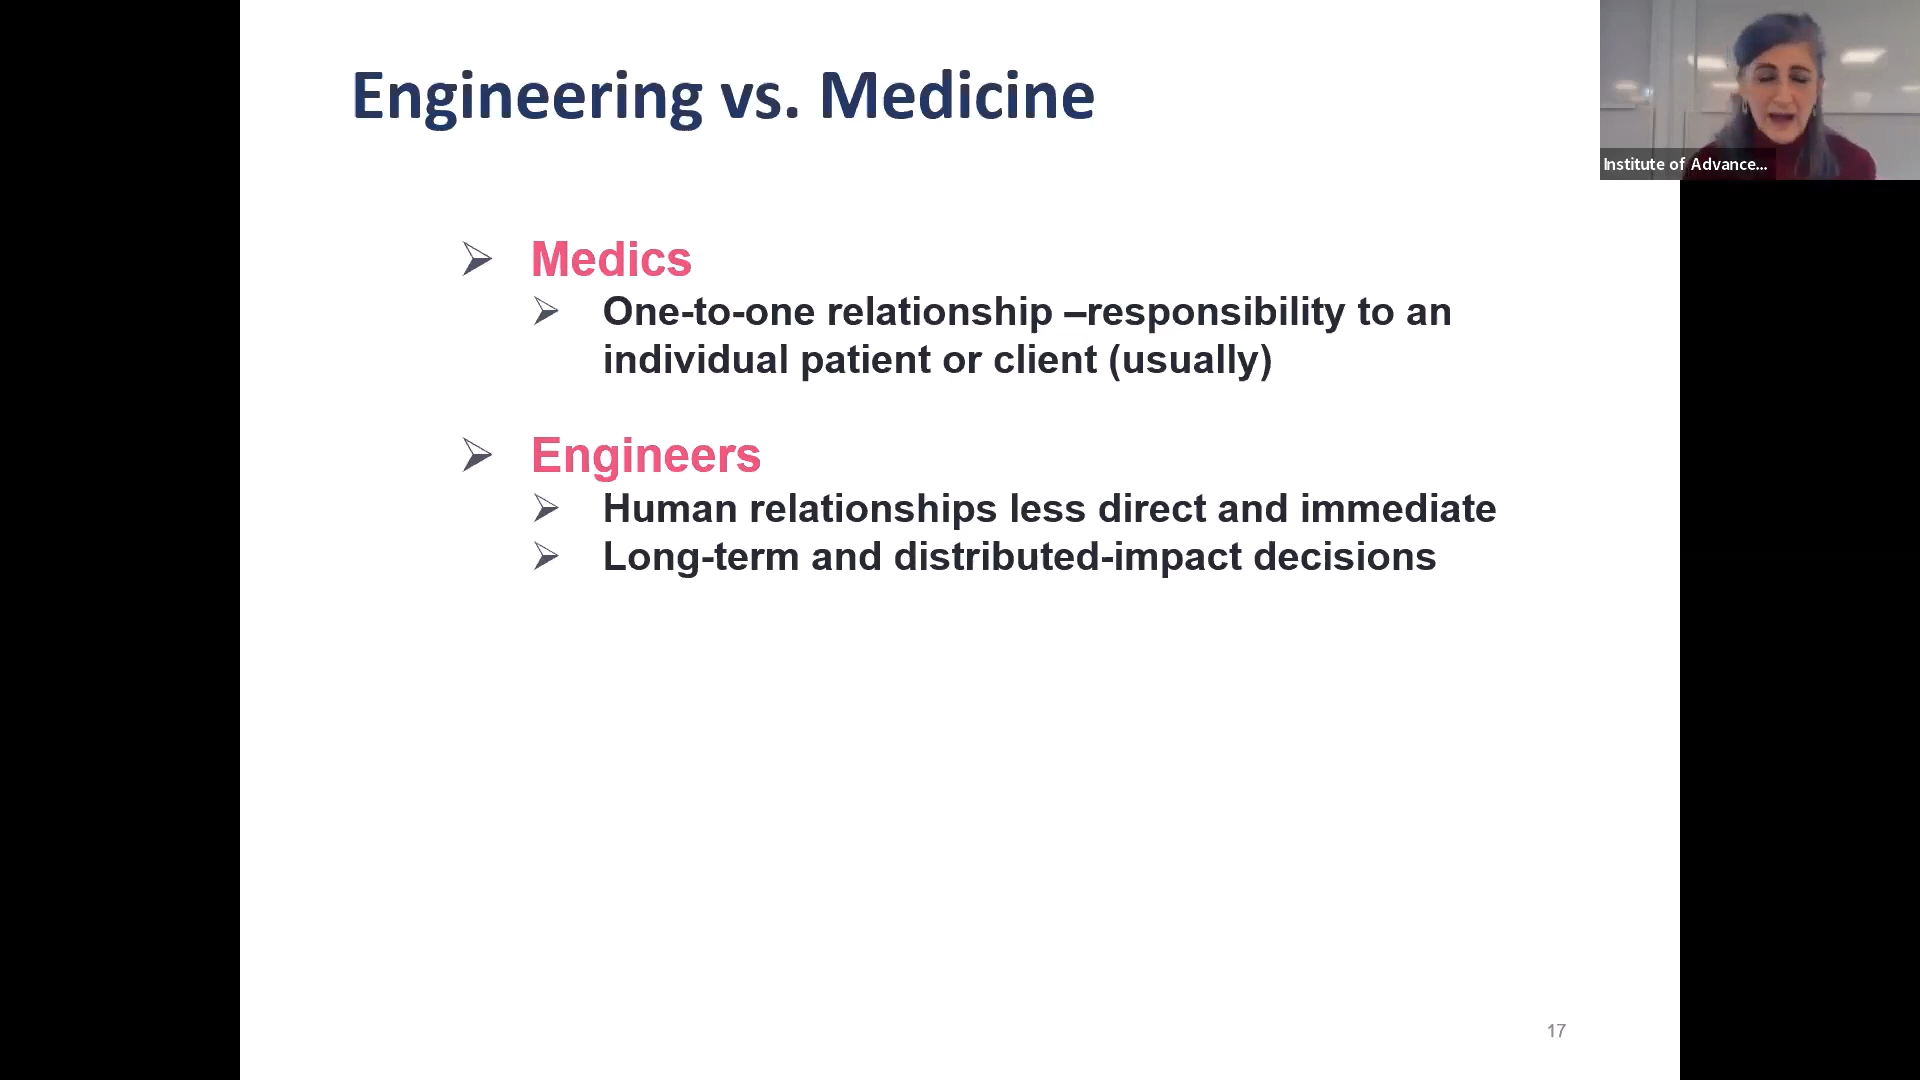 Engineering vs. Medicine
Institute of Advance...
Medics
One-to-one relationship –responsibility to an
individual patient or client (usually)
Engineers
Human relationships less direct and immediate
Long-term and distributed-impact decisions
17